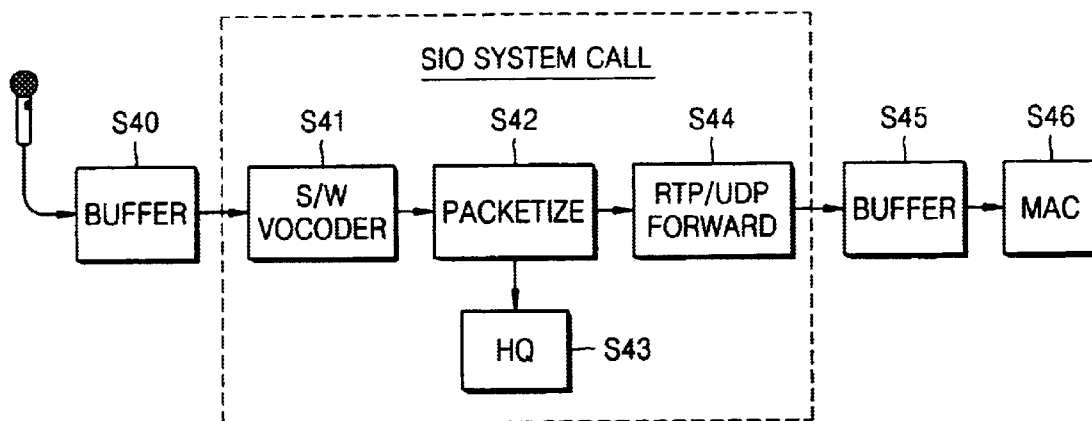 SIO SYSTEM CALL
S40
S41
S42
S44
S45
S46
BUFFER
S/W
VOCODER
PACKETIZE
RTP/UDP
FORWARD
BUFFER
MAC
HQ
S43